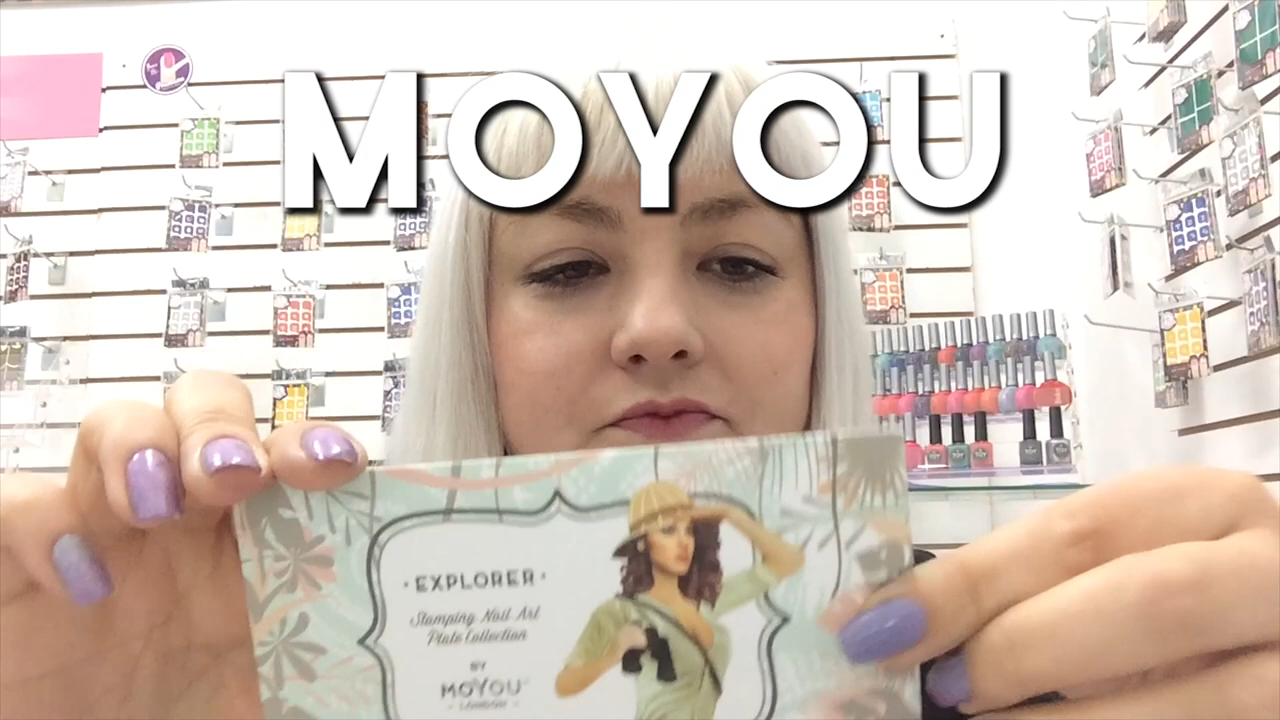 MOYOU
· EXPLORER ·
Stamping Nail Art
Plate Collection
BY
MOYOU
- LONDON -